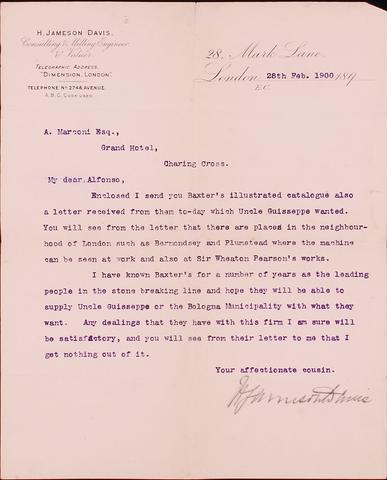 H. JAMESON DAVIS.
Consulting & Milling Engineer
& Valuer.
TELEGRAPHIC ADDRESS,
"DIMENSION, LONDON".
TELEPHONE No 2748, AVENUE.
A.B.C. CODE USED.
28, Mark Lane,
London 28th Feb. 1900 189
E.C.
A. Marconi Esq.,
Grand Hotel,
Charing Cross.
My dear Alfonso,
Enclosed I send you Baxter's illustrated catalogue also
a letter received from them to-day which Uncle Guisseppe wanted.
You will see from the letter that there are places in the neighbour-
hood of London such as Bermondsey and Plumstead where the machine
can be seen at work and also at Sir Wheaton Pearson's works.
I have known Baxter's for a number of years as the leading
people in the stone breaking line and hope they will be able to
supply Uncle Guisseppe or the Bologna Municipality with what they
want. Any dealings that they have with this firm I am sure will
be satisfactory, and you will see from their letter to me that I
get nothing out of it.
Your affectionate cousin.
HJamesonDavis